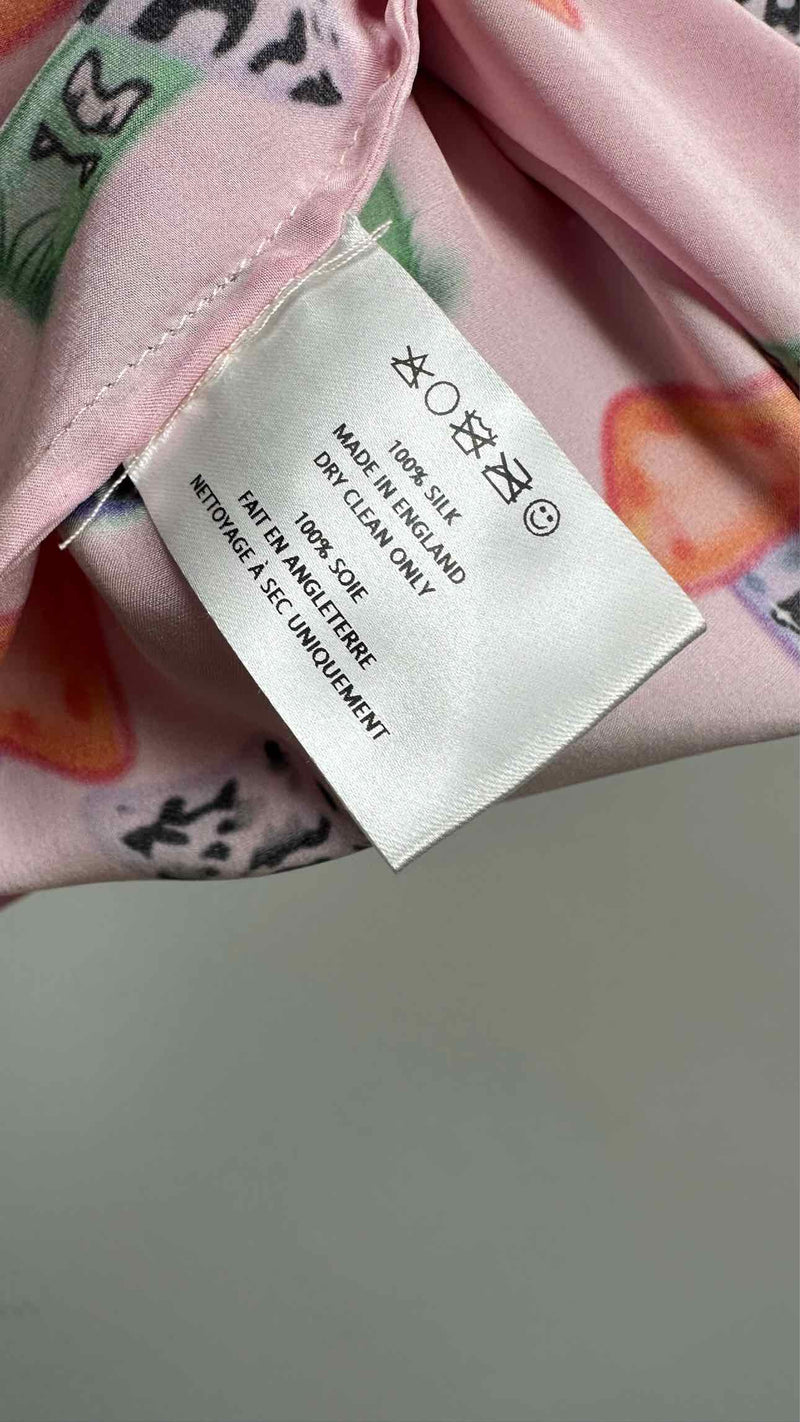 100% SILK
MADE IN ENGLAND
DRY CLEAN ONLY
100% SOIE
FAIT EN ANGLETERRE
NETTOYAGE À SEC UNIQUEMENT